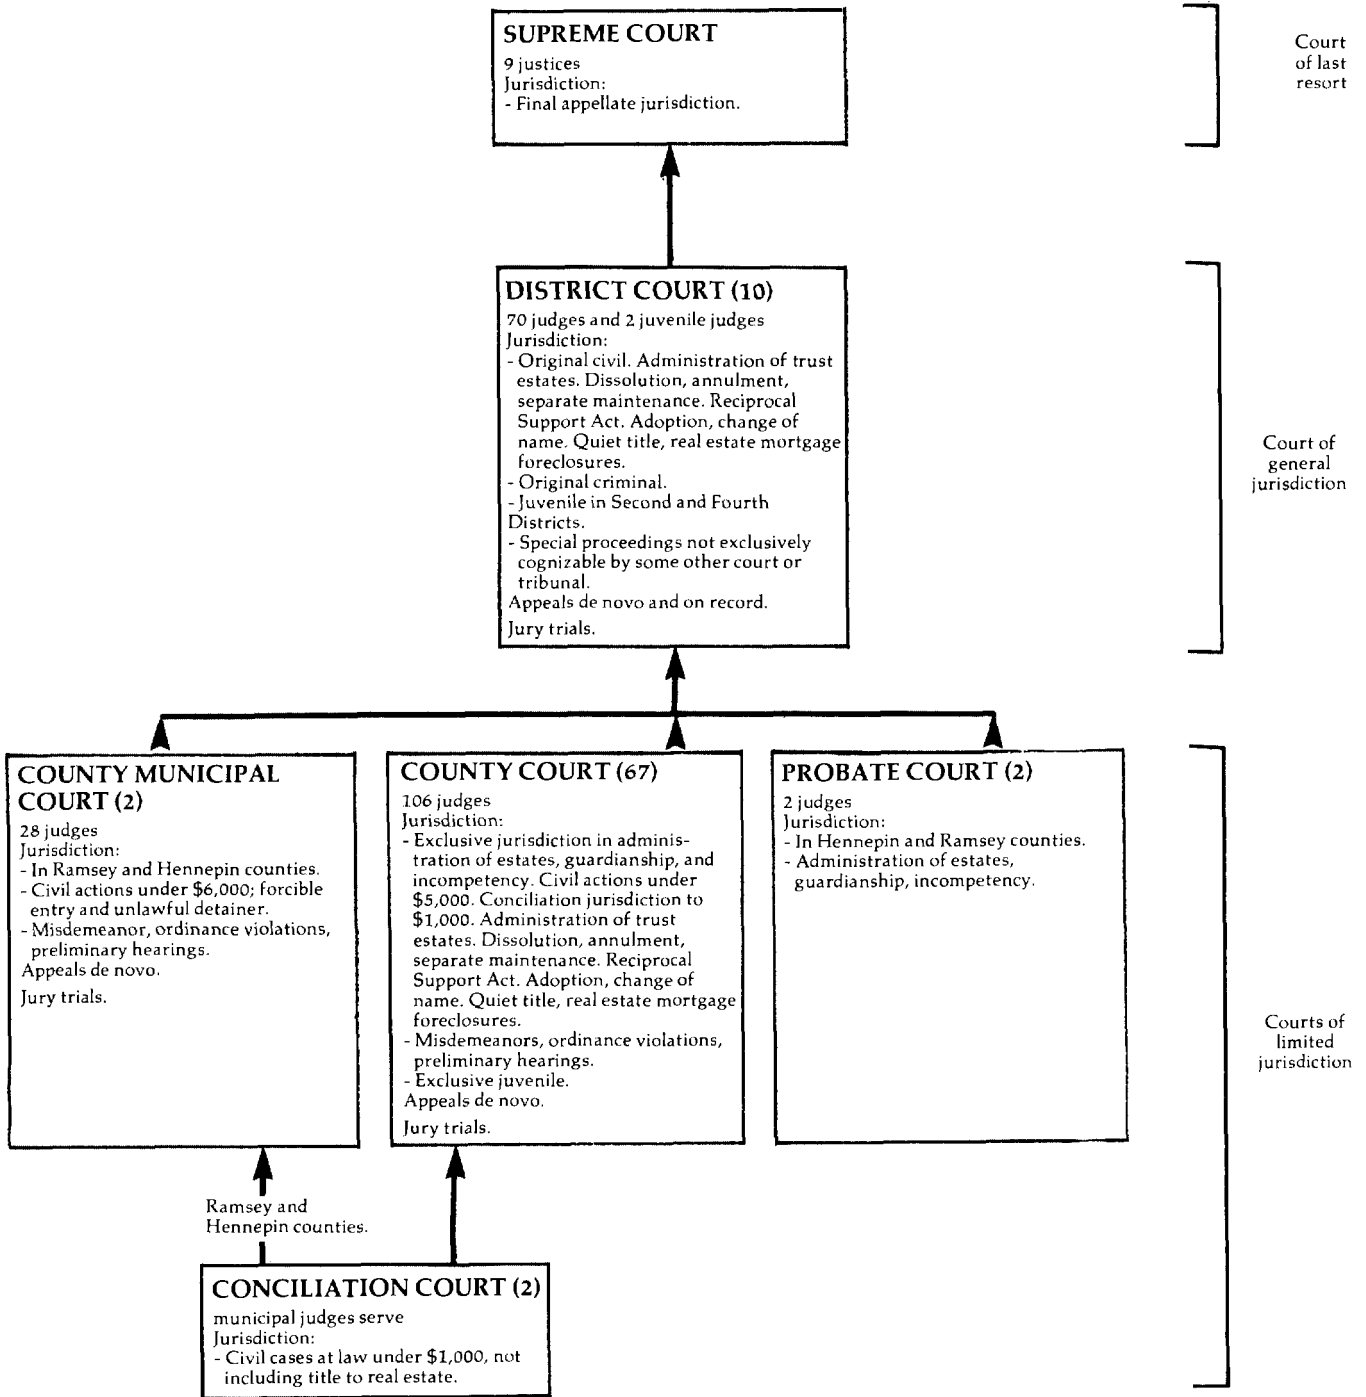 SUPREME COURT
9 justices
Jurisdiction:
- Final appellate jurisdiction.
Court
of last
resort
DISTRICT COURT (10)
70 judges and 2 juvenile judges
Jurisdiction:
- Original civil. Administration of trust
estates. Dissolution, annulment,
separate maintenance. Reciprocal
Support Act. Adoption, change of
name. Quiet title, real estate mortgage
foreclosures.
- Original criminal.
- Juvenile in Second and Fourth
Districts.
- Special proceedings not exclusively
cognizable by some other court or
tribunal.
Appeals de novo and on record.
Jury trials.
Court of
general
jurisdiction
COUNTY MUNICIPAL
COURT (2)
28 judges
Jurisdiction:
- In Ramsey and Hennepin counties.
- Civil actions under $6,000; forcible
entry and unlawful detainer.
- Misdemeanor, ordinance violations,
preliminary hearings.
Appeals de novo.
Jury trials.
COUNTY COURT (67)
106 judges
Jurisdiction:
- Exclusive jurisdiction in adminis-
tration of estates, guardianship, and
incompetency. Civil actions under
$5,000. Conciliation jurisdiction to
$1,000. Administration of trust
estates. Dissolution, annulment,
separate maintenance. Reciprocal
Support Act. Adoption, change of
name. Quiet title, real estate mortgage
foreclosures.
- Misdemeanors, ordinance violations,
preliminary hearings.
- Exclusive juvenile.
Appeals de novo.
Jury trials.
PROBATE COURT (2)
2 judges
Jurisdiction:
- In Hennepin and Ramsey counties.
- Administration of estates,
guardianship, incompetency.
Courts of
limited
jurisdiction
Ramsey and
Hennepin counties.
CONCILIATION COURT (2)
municipal judges serve
Jurisdiction:
- Civil cases at law under $1,000, not
including title to real estate.